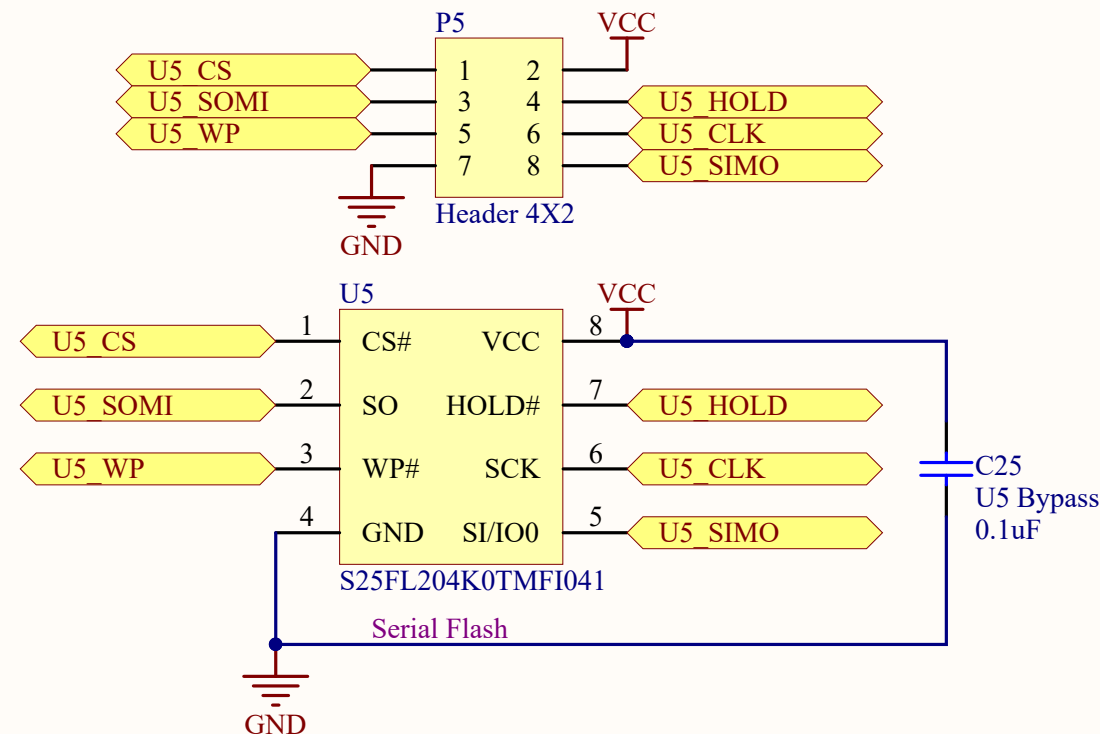 P5
VCC
U5_CS 1 2
U5_SOMI 3 4 U5_HOLD
U5_WP 5 6 U5_CLK
7 8 U5_SIMO
Header 4X2
GND
U5
VCC
U5_CS 1 CS# VCC 8
U5_SOMI 2 SO HOLD# 7 U5_HOLD
U5_WP 3 WP# SCK 6 U5_CLK
4 GND SI/IO0 5 U5_SIMO
C25
U5 Bypass
0.1uF
S25FL204K0TMFI041
Serial Flash
GND